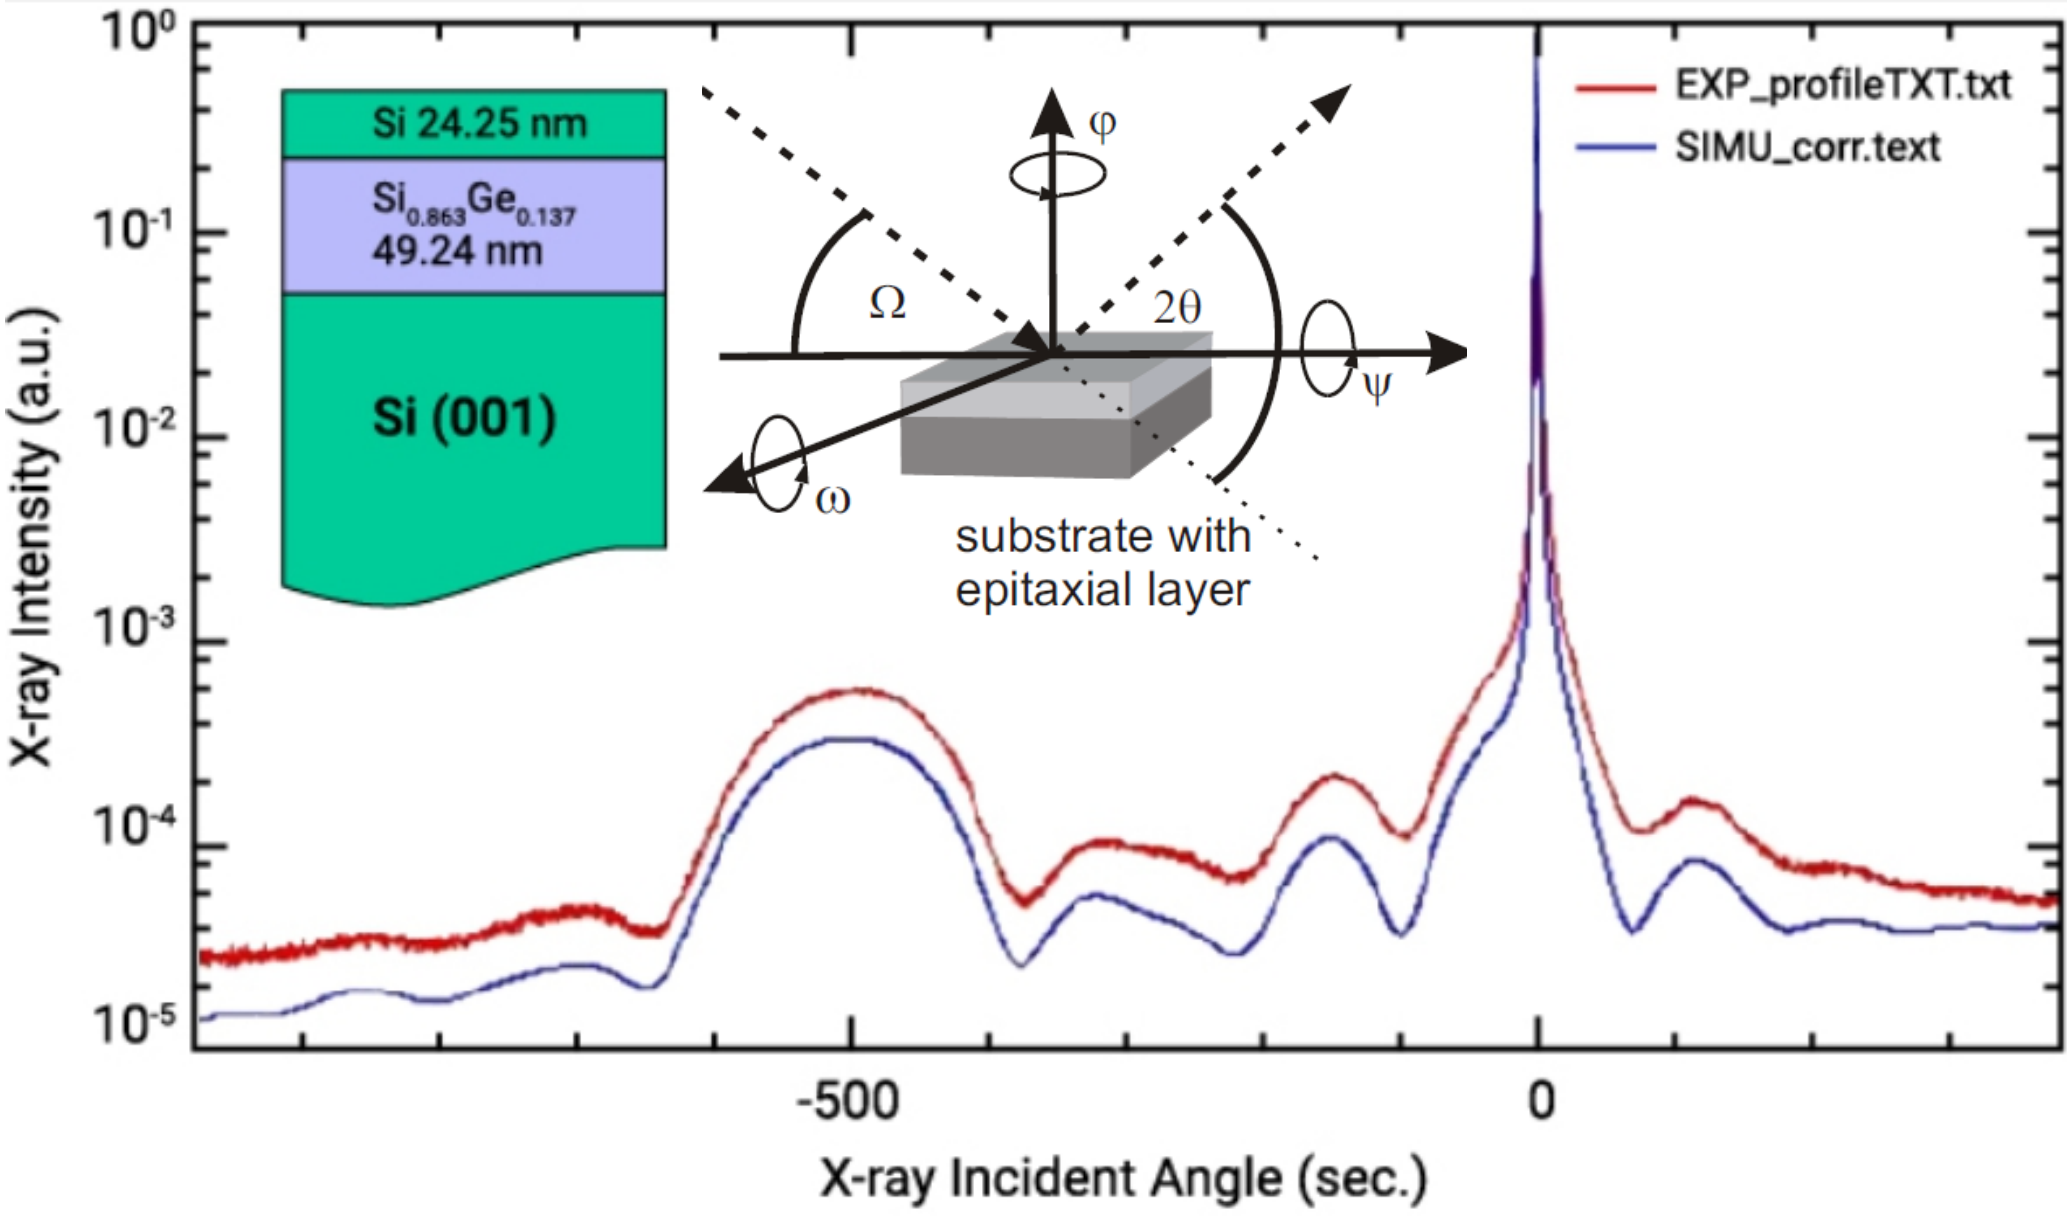 10⁰
10⁻¹
10⁻²
10⁻³
10⁻⁴
10⁻⁵
X-ray Intensity (a.u.)
Si 24.25 nm
Si₀.₈₆₃Ge₀.₁₃₇
49.24 nm
Si (001)
φ
Ω
2θ
ψ
ω
substrate with
epitaxial layer
EXP_profileTXT.txt
SIMU_corr.text
-500
0
X-ray Incident Angle (sec.)